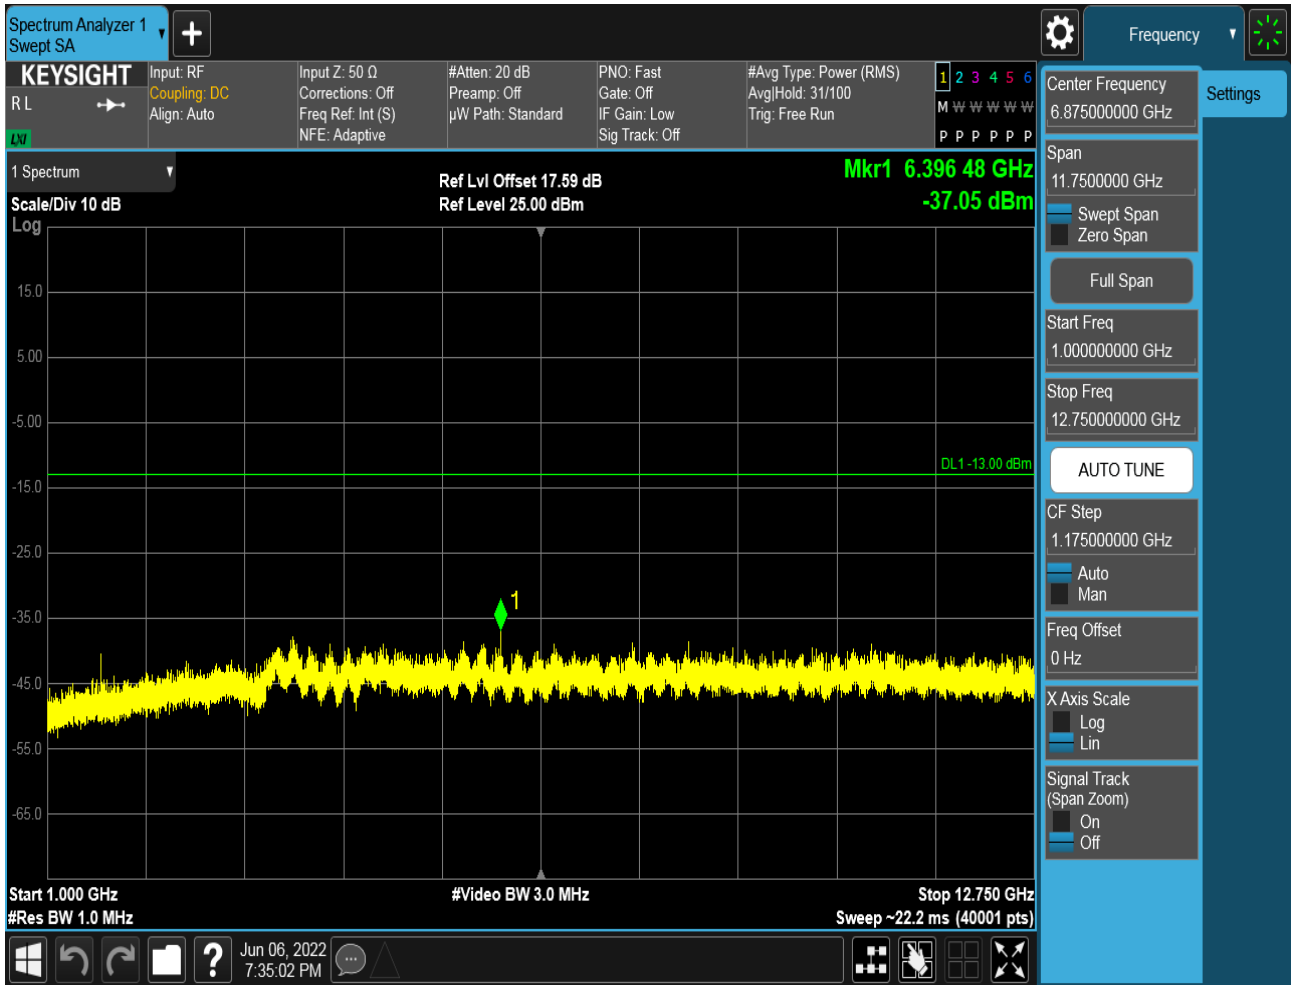 Spectrum Analyzer 1
Swept SA
Frequency
KEYSIGHT
R L
LXI
Input: RF
Coupling: DC
Align: Auto
Input Z: 50 Ω
Corrections: Off
Freq Ref: Int (S)
NFE: Adaptive
#Atten: 20 dB
Preamp: Off
µW Path: Standard
PNO: Fast
Gate: Off
IF Gain: Low
Sig Track: Off
#Avg Type: Power (RMS)
Avg|Hold: 31/100
Trig: Free Run
1 2 3 4 5 6
M W W W W W
P P P P P P
1 Spectrum
Scale/Div 10 dB
Log
Ref Lvl Offset 17.59 dB
Ref Level 25.00 dBm
Mkr1 6.396 48 GHz
-37.05 dBm
15.0
5.00
-5.00
DL1 -13.00 dBm
-15.0
-25.0
1
-35.0
-45.0
-55.0
-65.0
Start 1.000 GHz
#Res BW 1.0 MHz
#Video BW 3.0 MHz
Stop 12.750 GHz
Sweep ~22.2 ms (40001 pts)
?
Jun 06, 2022
7:35:02 PM
Center Frequency
6.875000000 GHz
Settings
Span
11.7500000 GHz
Swept Span
Zero Span
Full Span
Start Freq
1.000000000 GHz
Stop Freq
12.750000000 GHz
AUTO TUNE
CF Step
1.175000000 GHz
Auto
Man
Freq Offset
0 Hz
X Axis Scale
Log
Lin
Signal Track
(Span Zoom)
On
Off